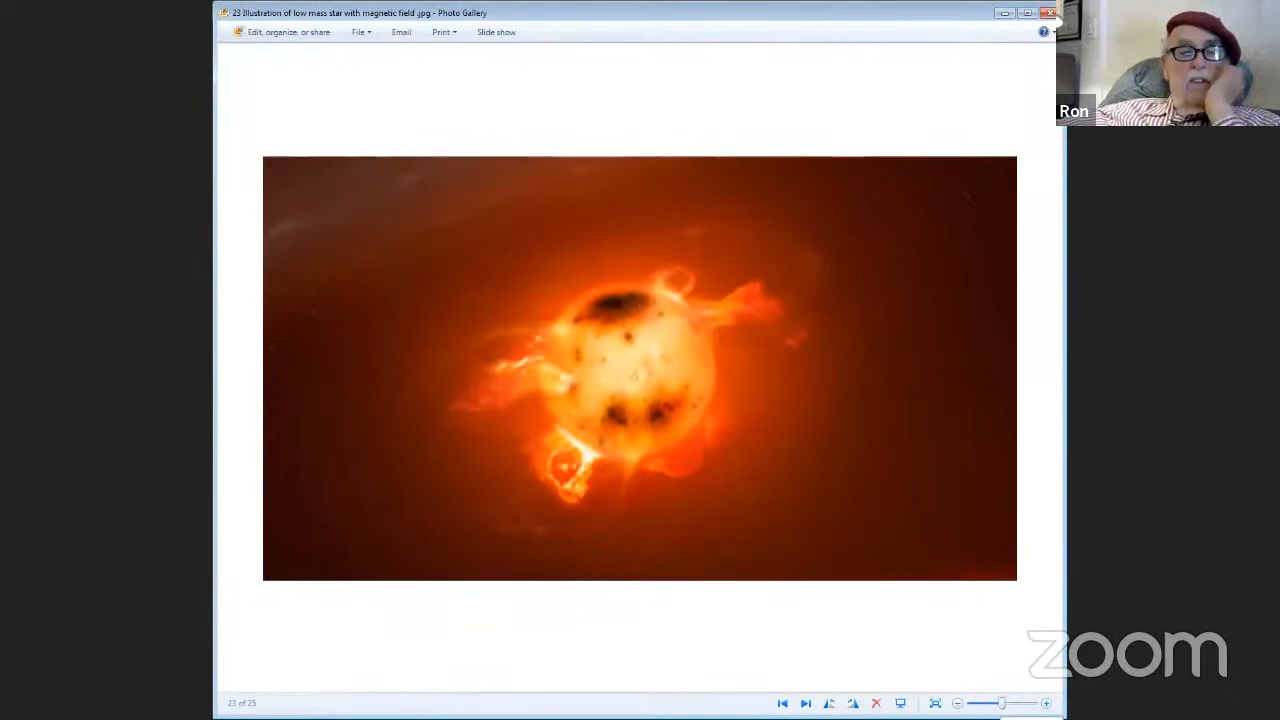 23 Illustration of low mass star with magnetic field .jpg - Photo Gallery
Edit, organize, or share File Email Print Slide show
Ron
zoom
23 of 25